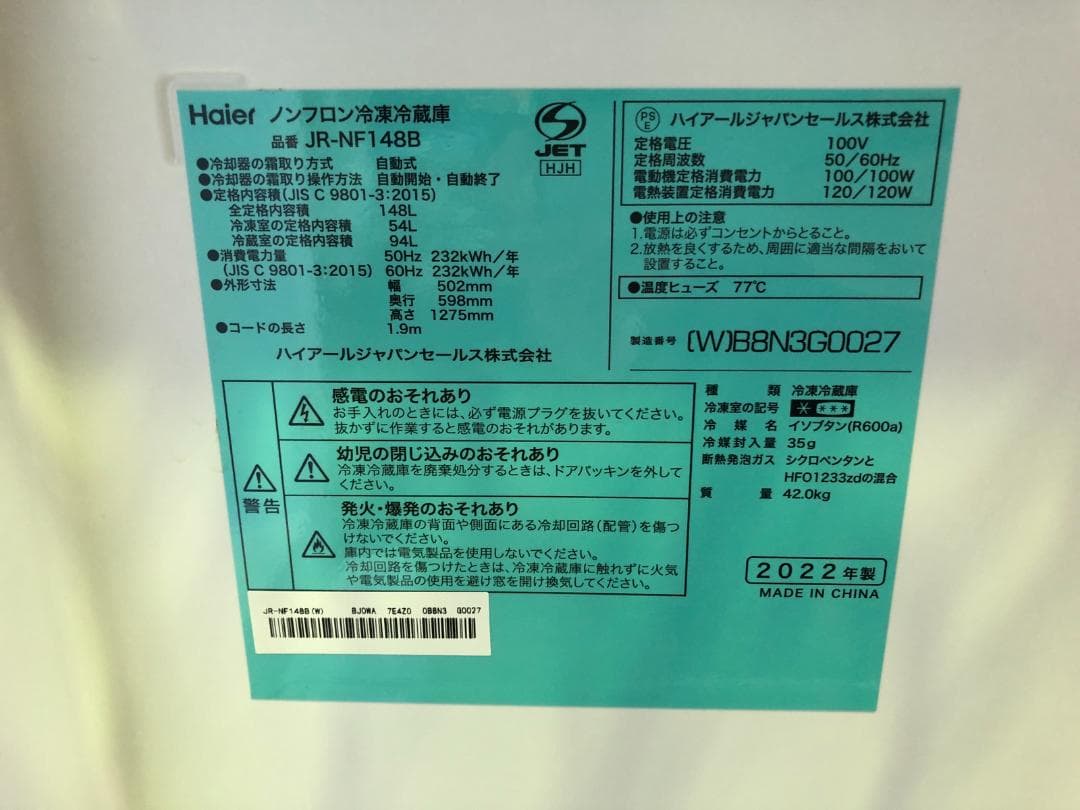 Haier ノンフロン冷凍冷蔵庫
品番 JR-NF148B
●冷却器の霜取り方式 自動式
●冷却器の霜取り操作方法 自動開始・自動終了
●定格内容積(JIS C 9801-3:2015)
全定格内容積 148L
冷凍室の定格内容積 54L
冷蔵室の定格内容積 94L
●消費電力量 50Hz 232kWh/年
(JIS C 9801-3:2015) 60Hz 232kWh/年
●外形寸法 幅 502mm
奥行 598mm
高さ 1275mm
●コードの長さ 1.9m
ハイアールジャパンセールス株式会社
JET
HJH
PS
E
ハイアールジャパンセールス株式会社
定格電圧 100V
定格周波数 50/60Hz
電動機定格消費電力 100/100W
電熱装置定格消費電力 120/120W
●使用上の注意
1.電源は必ずコンセントからとること。
2.放熱を良くするため、周囲に適当な間隔をおいて
設置すること。
●温度ヒューズ 77℃
製造番号 (W)B8N3G0027
警告
感電のおそれあり
お手入れのときには、必ず電源プラグを抜いてください。
抜かずに作業すると感電のおそれがあります。
幼児の閉じ込みのおそれあり
冷凍冷蔵庫を廃棄処分するときは、ドアパッキンを外して
ください。
発火・爆発のおそれあり
冷凍冷蔵庫の背面や側面にある冷却回路(配管)を傷つ
けないでください。
庫内では電気製品を使用しないでください。
冷却回路を傷つけたときは、冷凍冷蔵庫に触れずに火気
や電気製品の使用を避け窓を開け換気してください。
種類 冷凍冷蔵庫
冷凍室の記号
冷媒名 イソブタン(R600a)
冷媒封入量 35g
断熱発泡ガス シクロペンタンと
HFO1233zdの混合
質量 42.0kg
2022年製
MADE IN CHINA
JR-NF148B(W) BJ0WA 7E4Z0 0B8N3 G0027